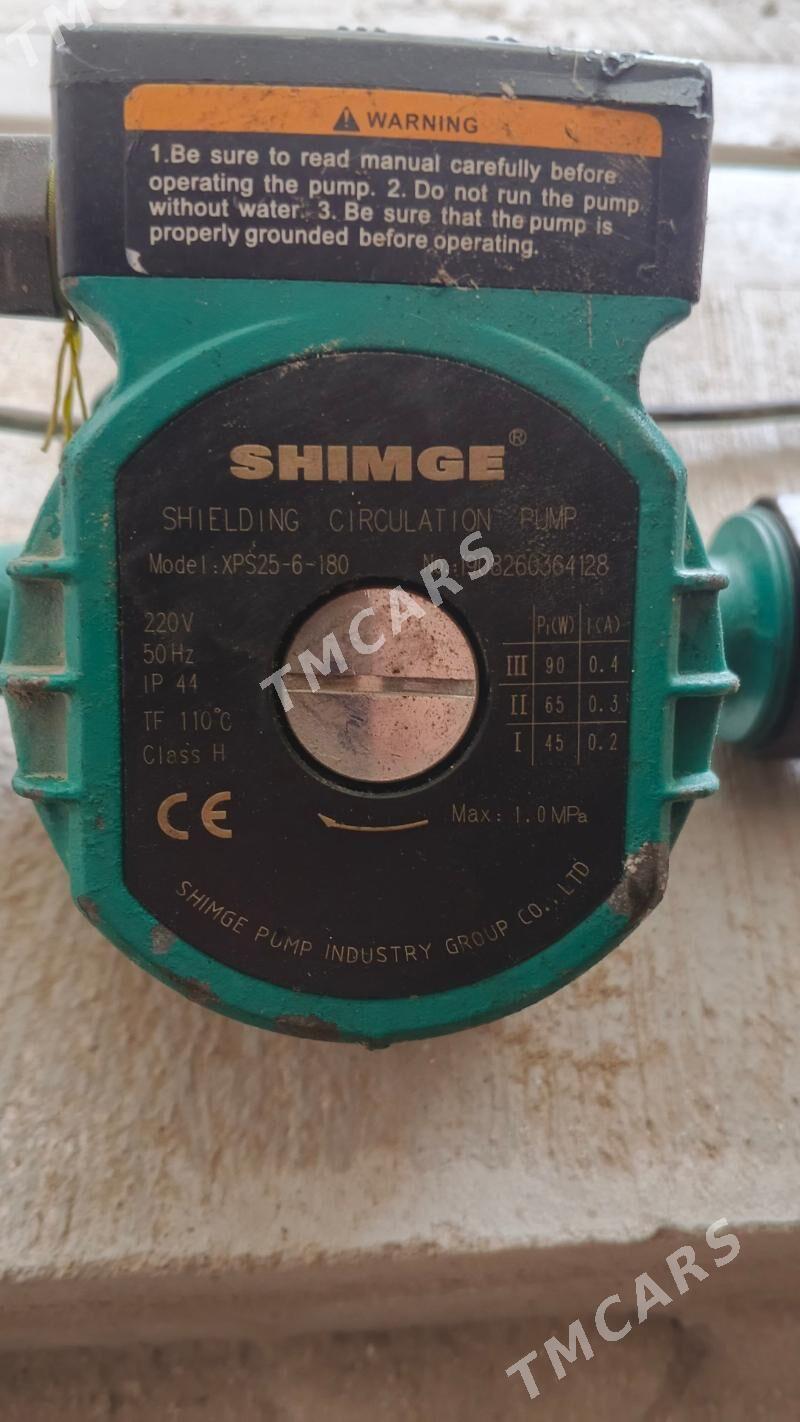 TMCARS
⚠ WARNING
1.Be sure to read manual carefully before
operating the pump. 2. Do not run the pump
without water. 3. Be sure that the pump is
properly grounded before operating.
SHIMGE®
SHIELDING CIRCULATION PUMP
Model:XPS25-6-180 No:1908260364128
220V
50Hz
IP 44
TF 110°C
Class H
P₁(W) I(A)
III 90 0.4
II 65 0.3
I 45 0.2
TMCARS
CE
Max: 1.0MPa
SHIMGE PUMP INDUSTRY GROUP CO.,LTD
TMCARS